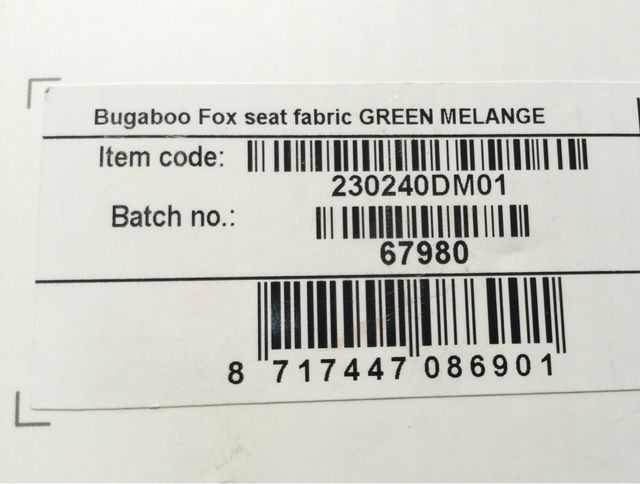 Bugaboo Fox seat fabric GREEN MELANGE
Item code:
230240DM01
Batch no.:
67980
8 717447 086901